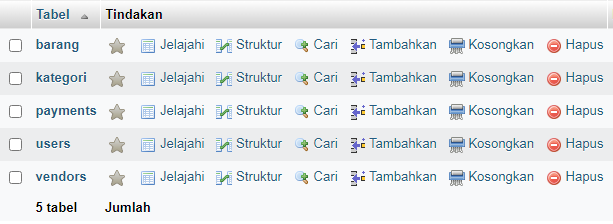 Tabel Tindakan
barang Jelajahi Struktur Cari Tambahkan Kosongkan Hapus
kategori Jelajahi Struktur Cari Tambahkan Kosongkan Hapus
payments Jelajahi Struktur Cari Tambahkan Kosongkan Hapus
users Jelajahi Struktur Cari Tambahkan Kosongkan Hapus
vendors Jelajahi Struktur Cari Tambahkan Kosongkan Hapus
5 tabel Jumlah